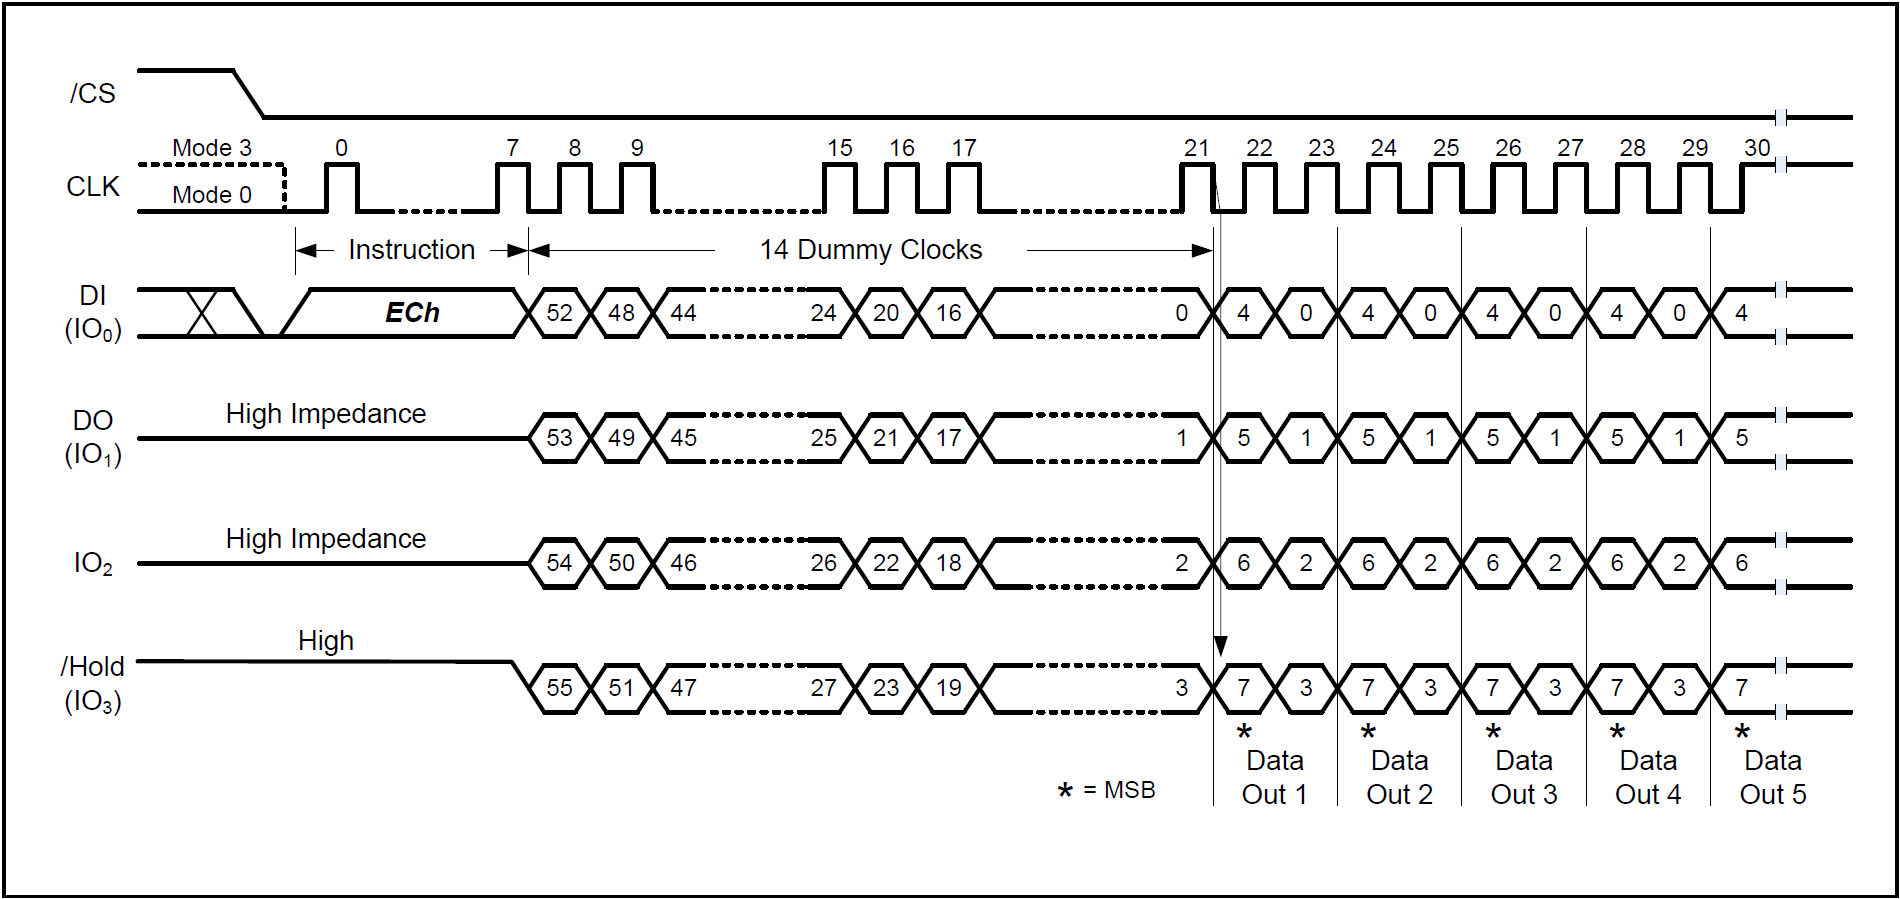 /CS
Mode 3 0 7 8 9 15 16 17 21 22 23 24 25 26 27 28 29 30
CLK
Mode 0
Instruction 14 Dummy Clocks
DI
(IO0)
ECh 52 48 44 24 20 16 0 4 0 4 0 4 0 4 0 4
High Impedance
DO
(IO1)
53 49 45 25 21 17 1 5 1 5 1 5 1 5 1 5
High Impedance
IO2 54 50 46 26 22 18 2 6 2 6 2 6 2 6 2 6
High
/Hold
(IO3)
55 51 47 27 23 19 3 7 3 7 3 7 3 7 3 7
* * * * *
Data Data Data Data Data
Out 1 Out 2 Out 3 Out 4 Out 5
* = MSB